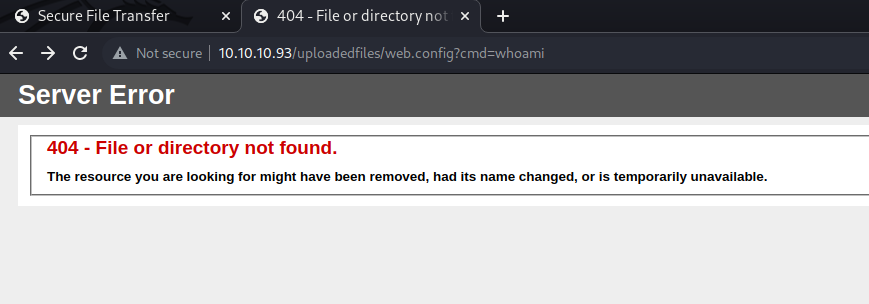 Secure File Transfer
404 - File or directory not
Not secure
10.10.10.93/uploadedfiles/web.config?cmd=whoami
Server Error
404 - File or directory not found.
The resource you are looking for might have been removed, had its name changed, or is temporarily unavailable.